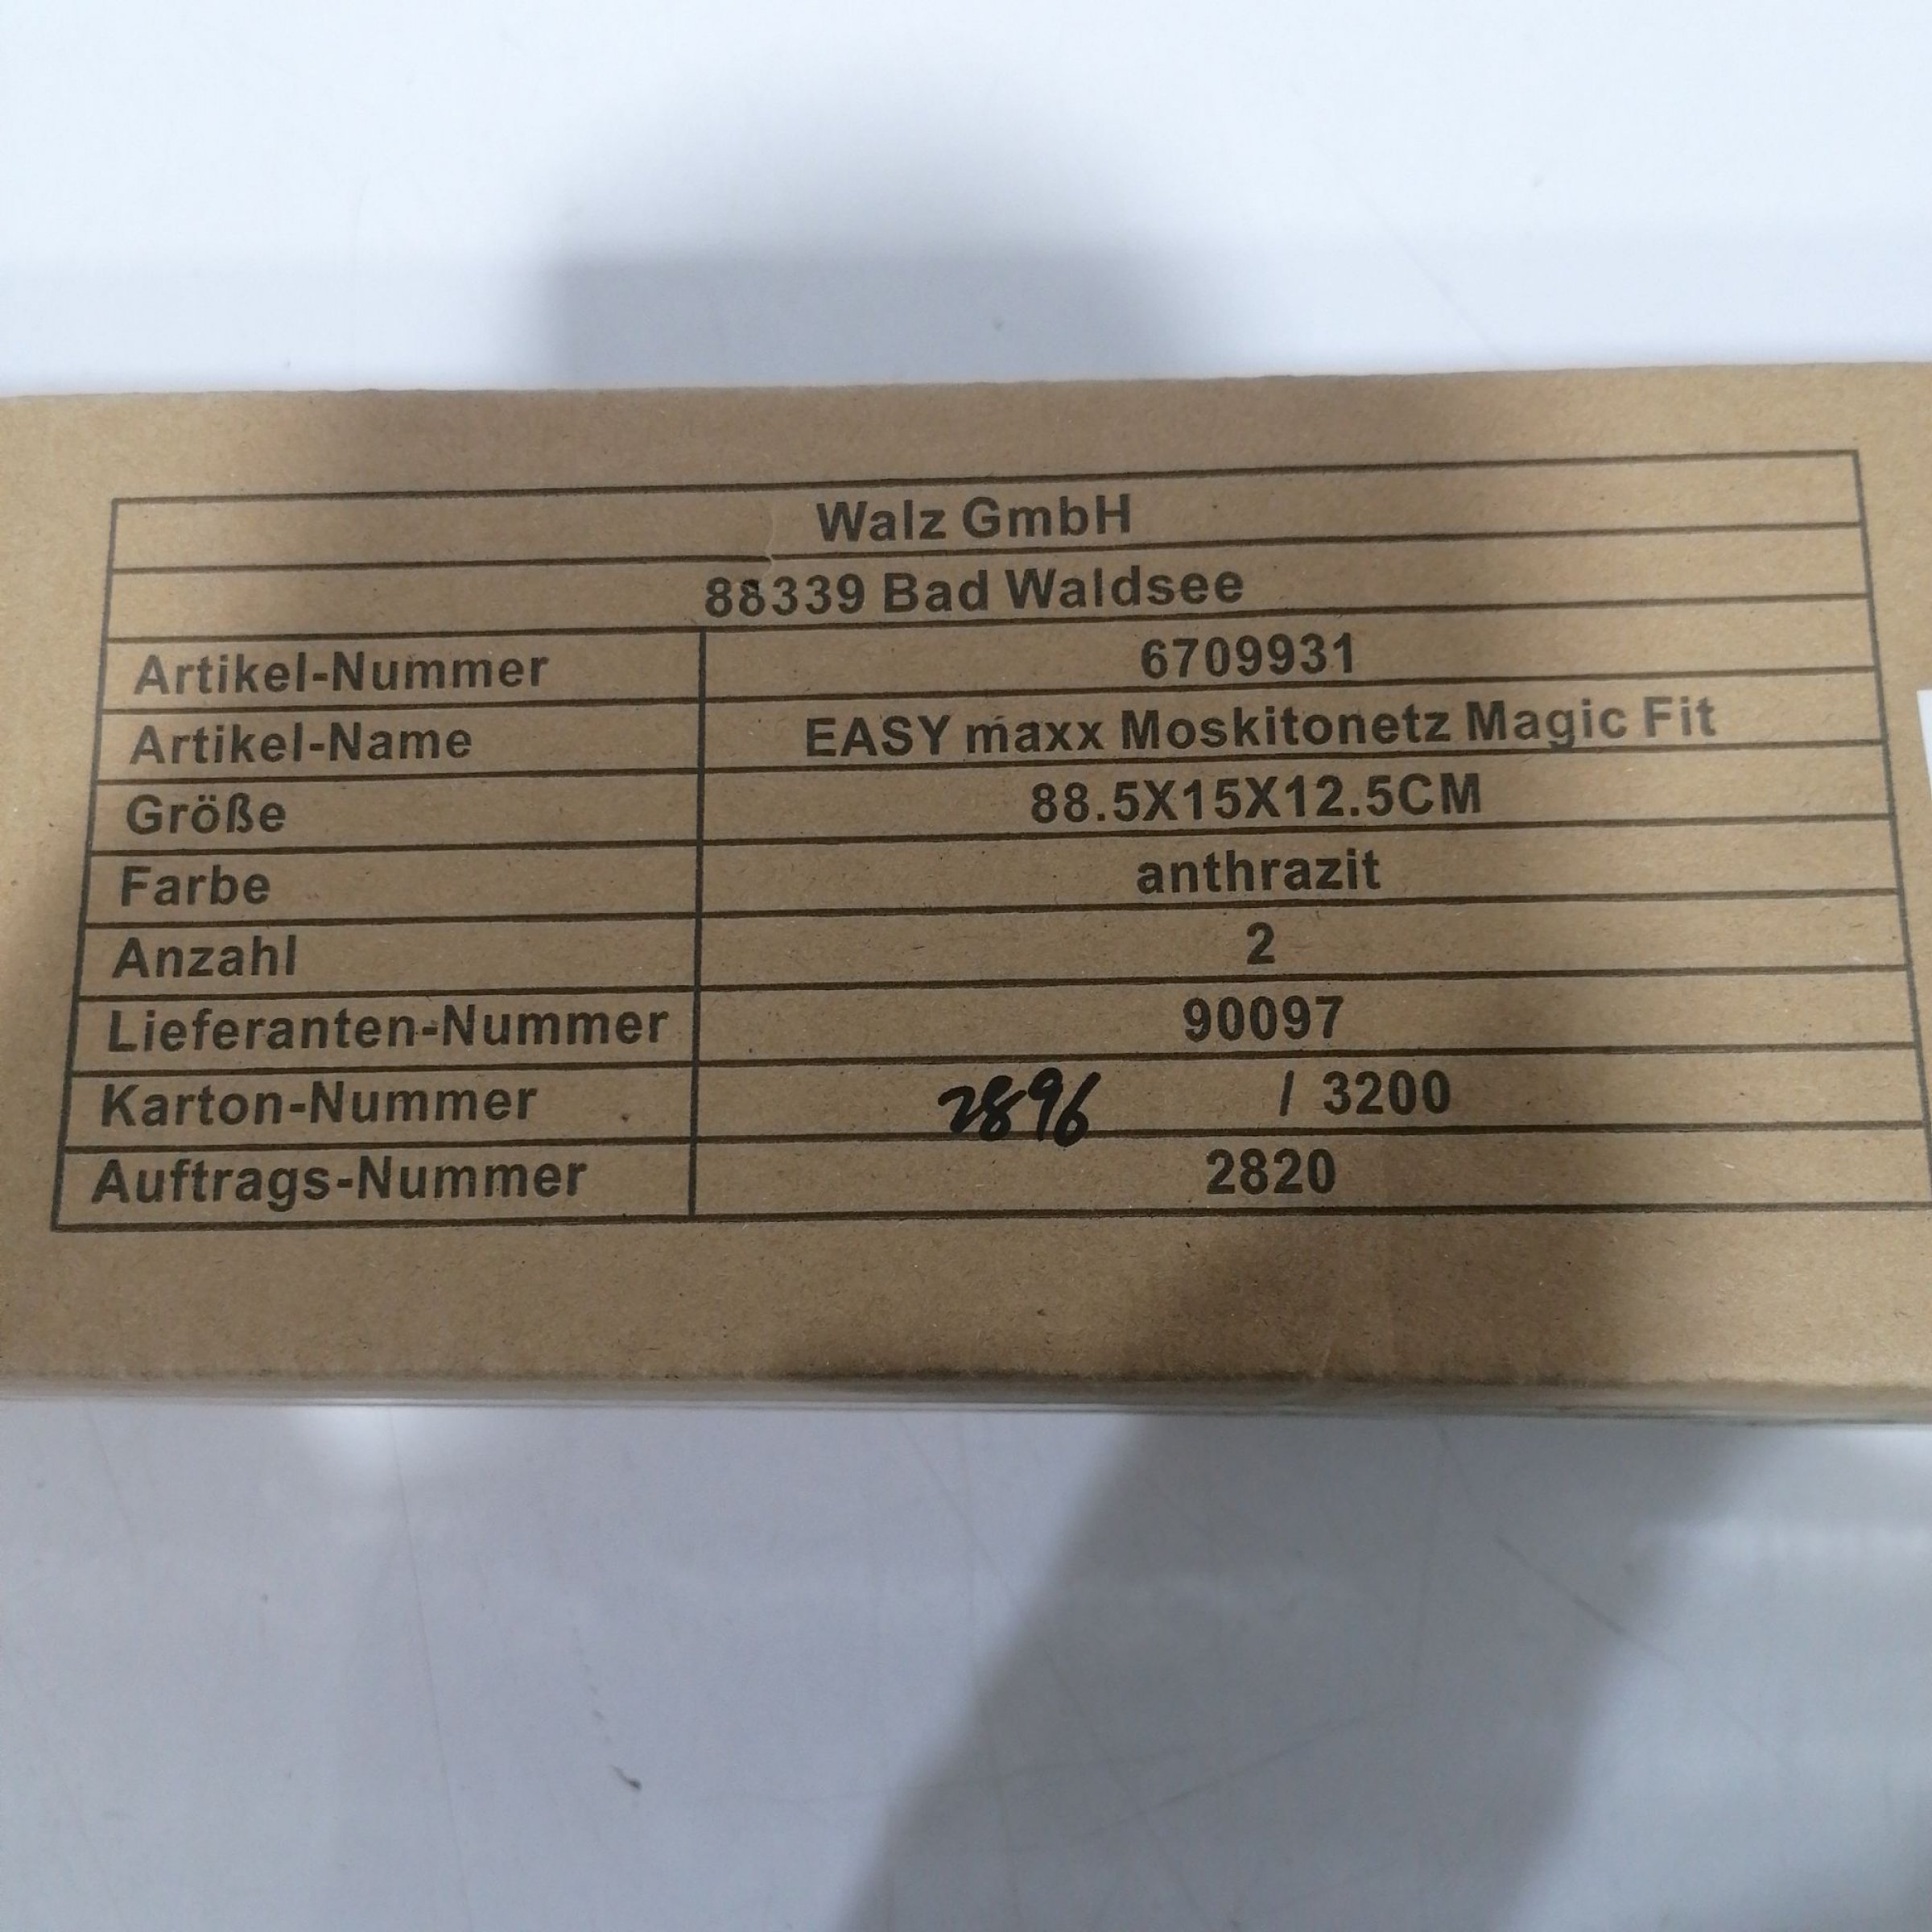 Walz GmbH
88339 Bad Waldsee
Artikel-Nummer 6709931
Artikel-Name EASY maxx Moskitonetz Magic Fit
Größe 88.5X15X12.5CM
Farbe anthrazit
Anzahl 2
Lieferanten-Nummer 90097
Karton-Nummer 2896 / 3200
Auftrags-Nummer 2820